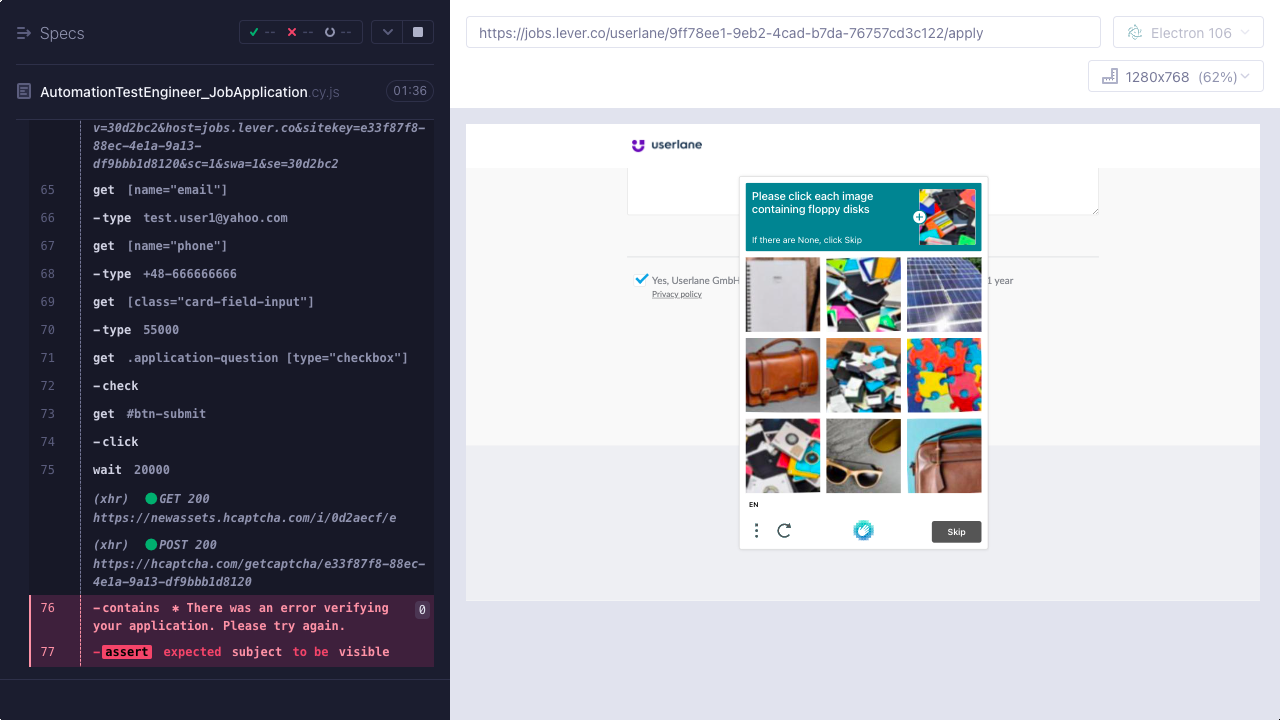 Specs
--
--
--
AutomationTestEngineer_JobApplication.cy.js
01:36
v=30d2bc2&host=jobs.lever.co&sitekey=e33f87f8-
88ec-4e1a-9a13-
df9bbb1d8120&sc=1&swa=1&se=30d2bc2
65 get [name="email"]
66 -type test.user1@yahoo.com
67 get [name="phone"]
68 -type +48-666666666
69 get [class="card-field-input"]
70 -type 55000
71 get .application-question [type="checkbox"]
72 -check
73 get #btn-submit
74 -click
75 wait 20000
(xhr) GET 200
https://newassets.hcaptcha.com/i/0d2aecf/e
(xhr) POST 200
https://hcaptcha.com/getcaptcha/e33f87f8-88ec-
4e1a-9a13-df9bbb1d8120
76 -contains ✱ There was an error verifying 0
your application. Please try again.
77 -assert expected subject to be visible
https://jobs.lever.co/userlane/9ff78ee1-9eb2-4cad-b7da-76757cd3c122/apply
Electron 106
1280x768 (62%)
userlane
Please click each image
containing floppy disks
If there are None, click Skip
Yes, Userlane GmbH
1 year
Privacy policy
EN
Skip